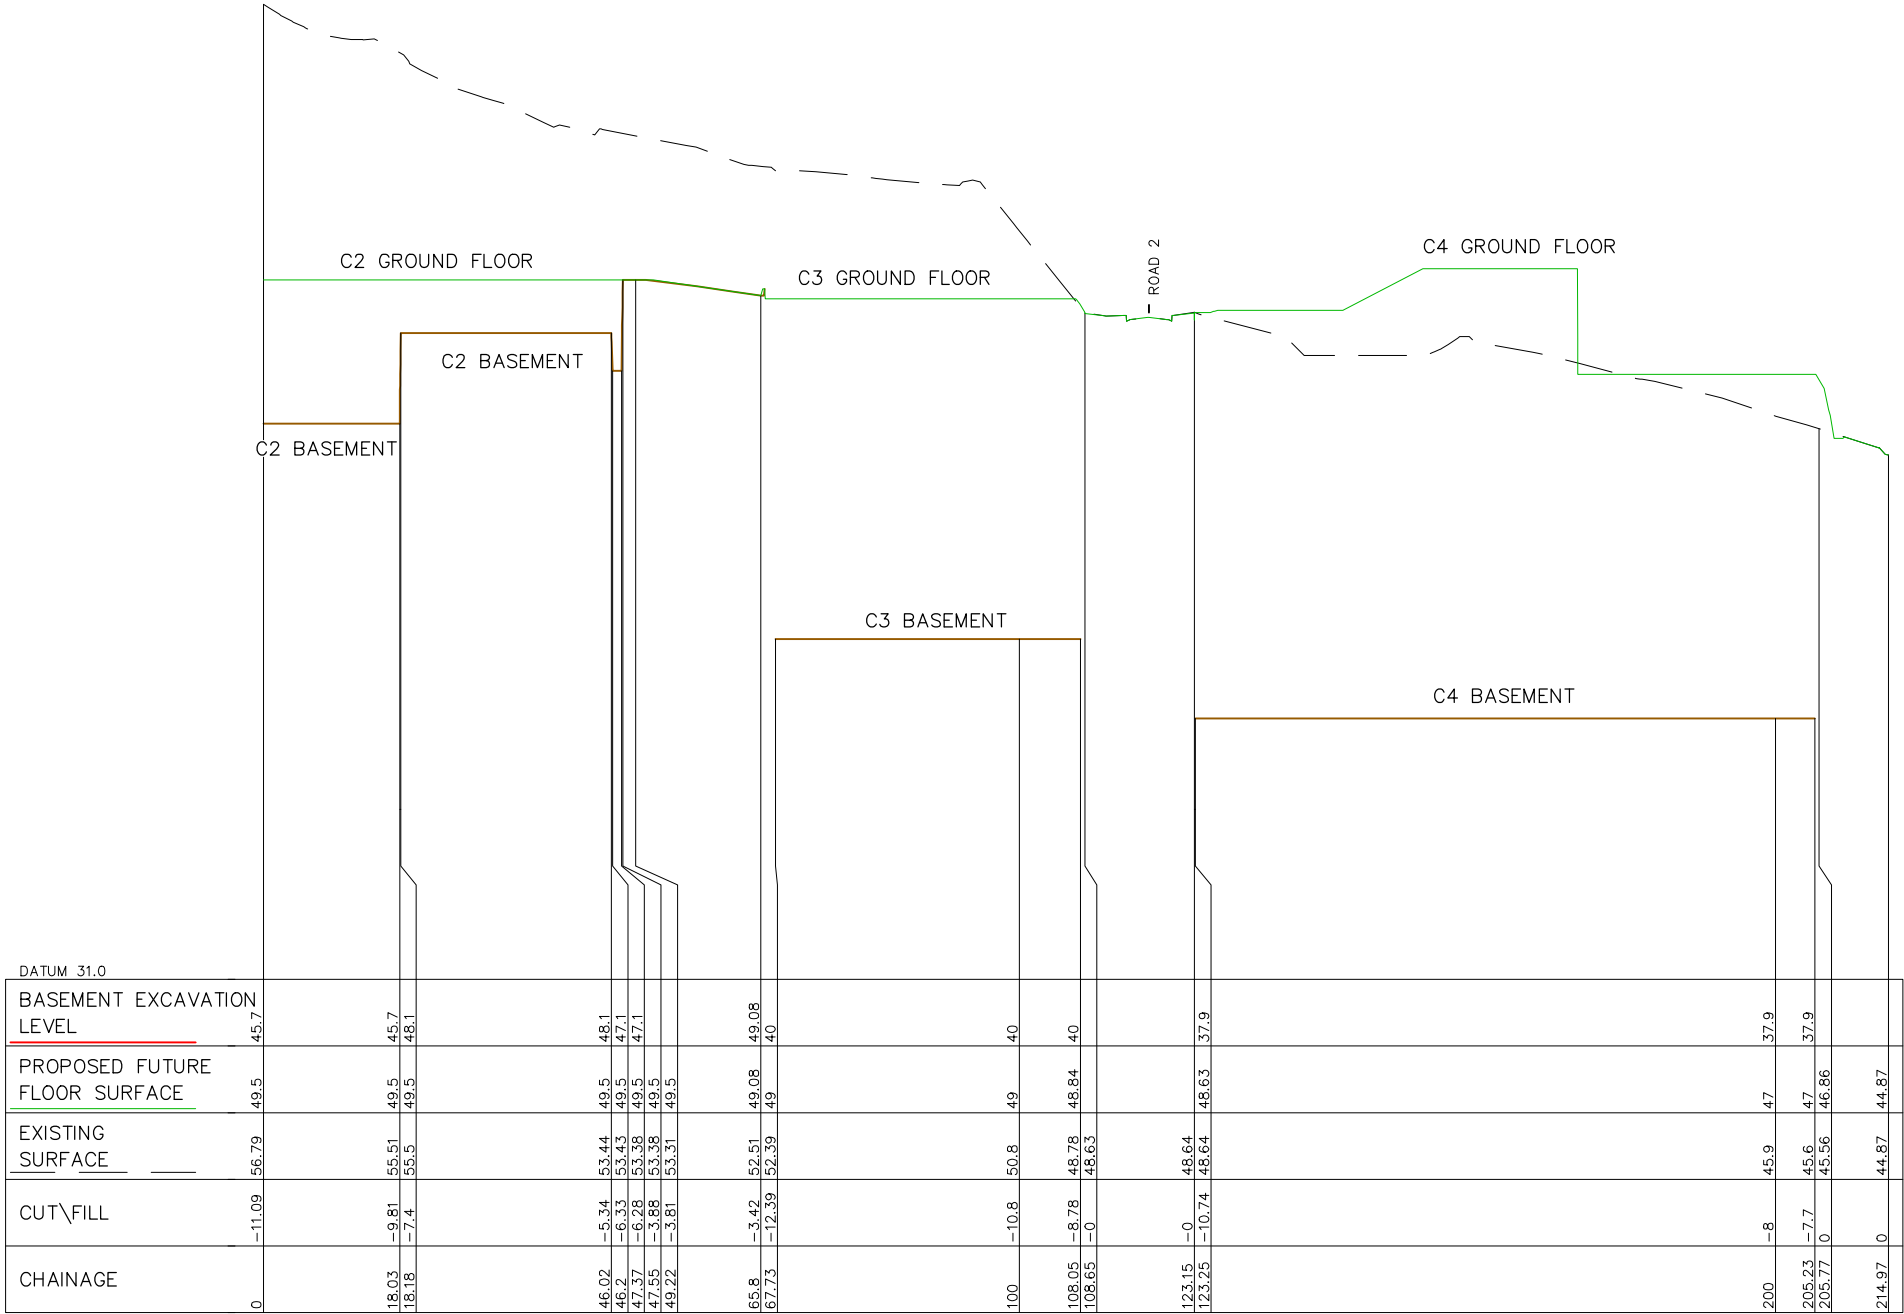 ROAD 2
C2 GROUND FLOOR
C3 GROUND FLOOR
C4 GROUND FLOOR
C2 BASEMENT
C2 BASEMENT
C3 BASEMENT
C4 BASEMENT
DATUM 31.0
BASEMENT EXCAVATION
LEVEL
45.7 45.7 48.1 48.1 47.1 47.1 49.08 40 40 40 37.9 37.9 37.9
PROPOSED FUTURE
FLOOR SURFACE
49.5 49.5 49.5 49.5 49.5 49.5 49.5 49.5 49.08 49 49 48.84 48.63 47 47 46.86 44.87
EXISTING
SURFACE
56.79 55.51 55.5 53.44 53.43 53.38 53.38 53.31 52.51 52.39 50.8 48.78 48.63 48.64 48.64 45.9 45.6 45.56 44.87
CUT\FILL
-11.09 -9.81 -7.4 -5.34 -6.33 -6.28 -3.88 -3.81 -3.42 -12.39 -10.8 -8.78 -0 -0 -10.74 -8 -7.7 0 0
CHAINAGE
0 18.03 18.18 46.02 46.2 47.37 47.55 49.22 65.8 67.73 100 108.05 108.65 123.15 123.25 200 205.23 205.77 214.97